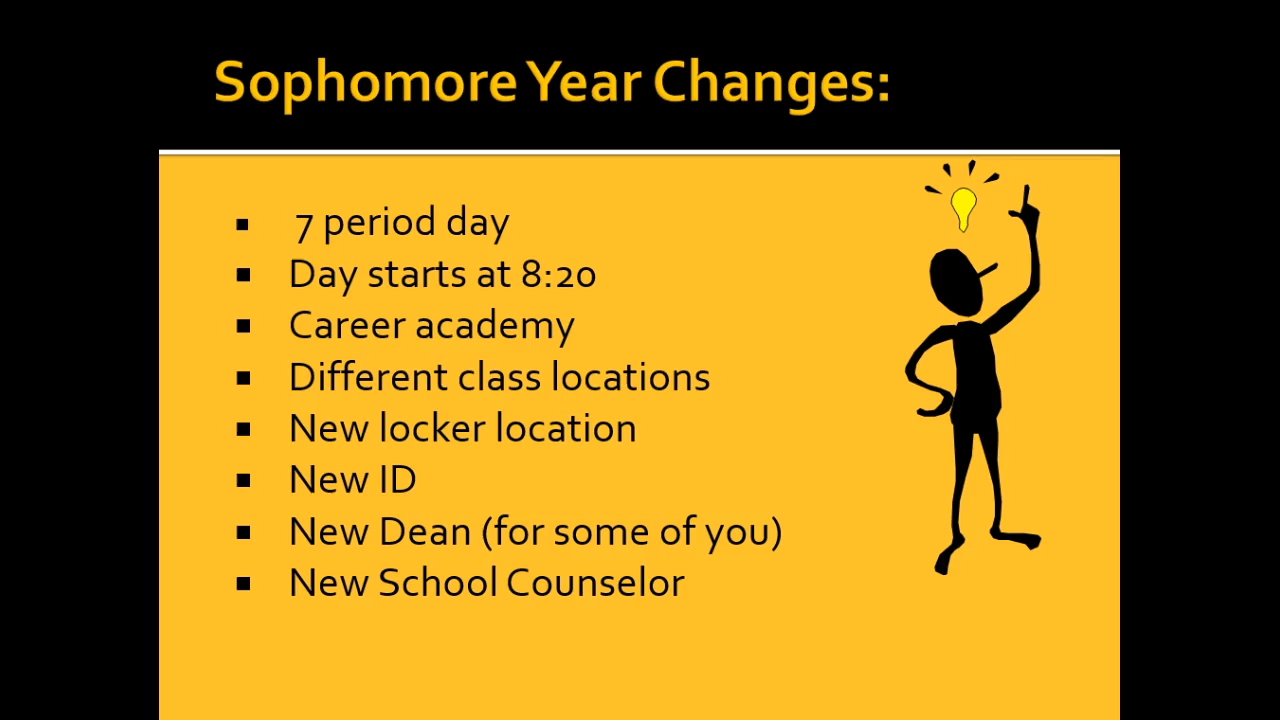 Sophomore Year Changes:
▪ 7 period day
▪ Day starts at 8:20
▪ Career academy
▪ Different class locations
▪ New locker location
▪ New ID
▪ New Dean (for some of you)
▪ New School Counselor